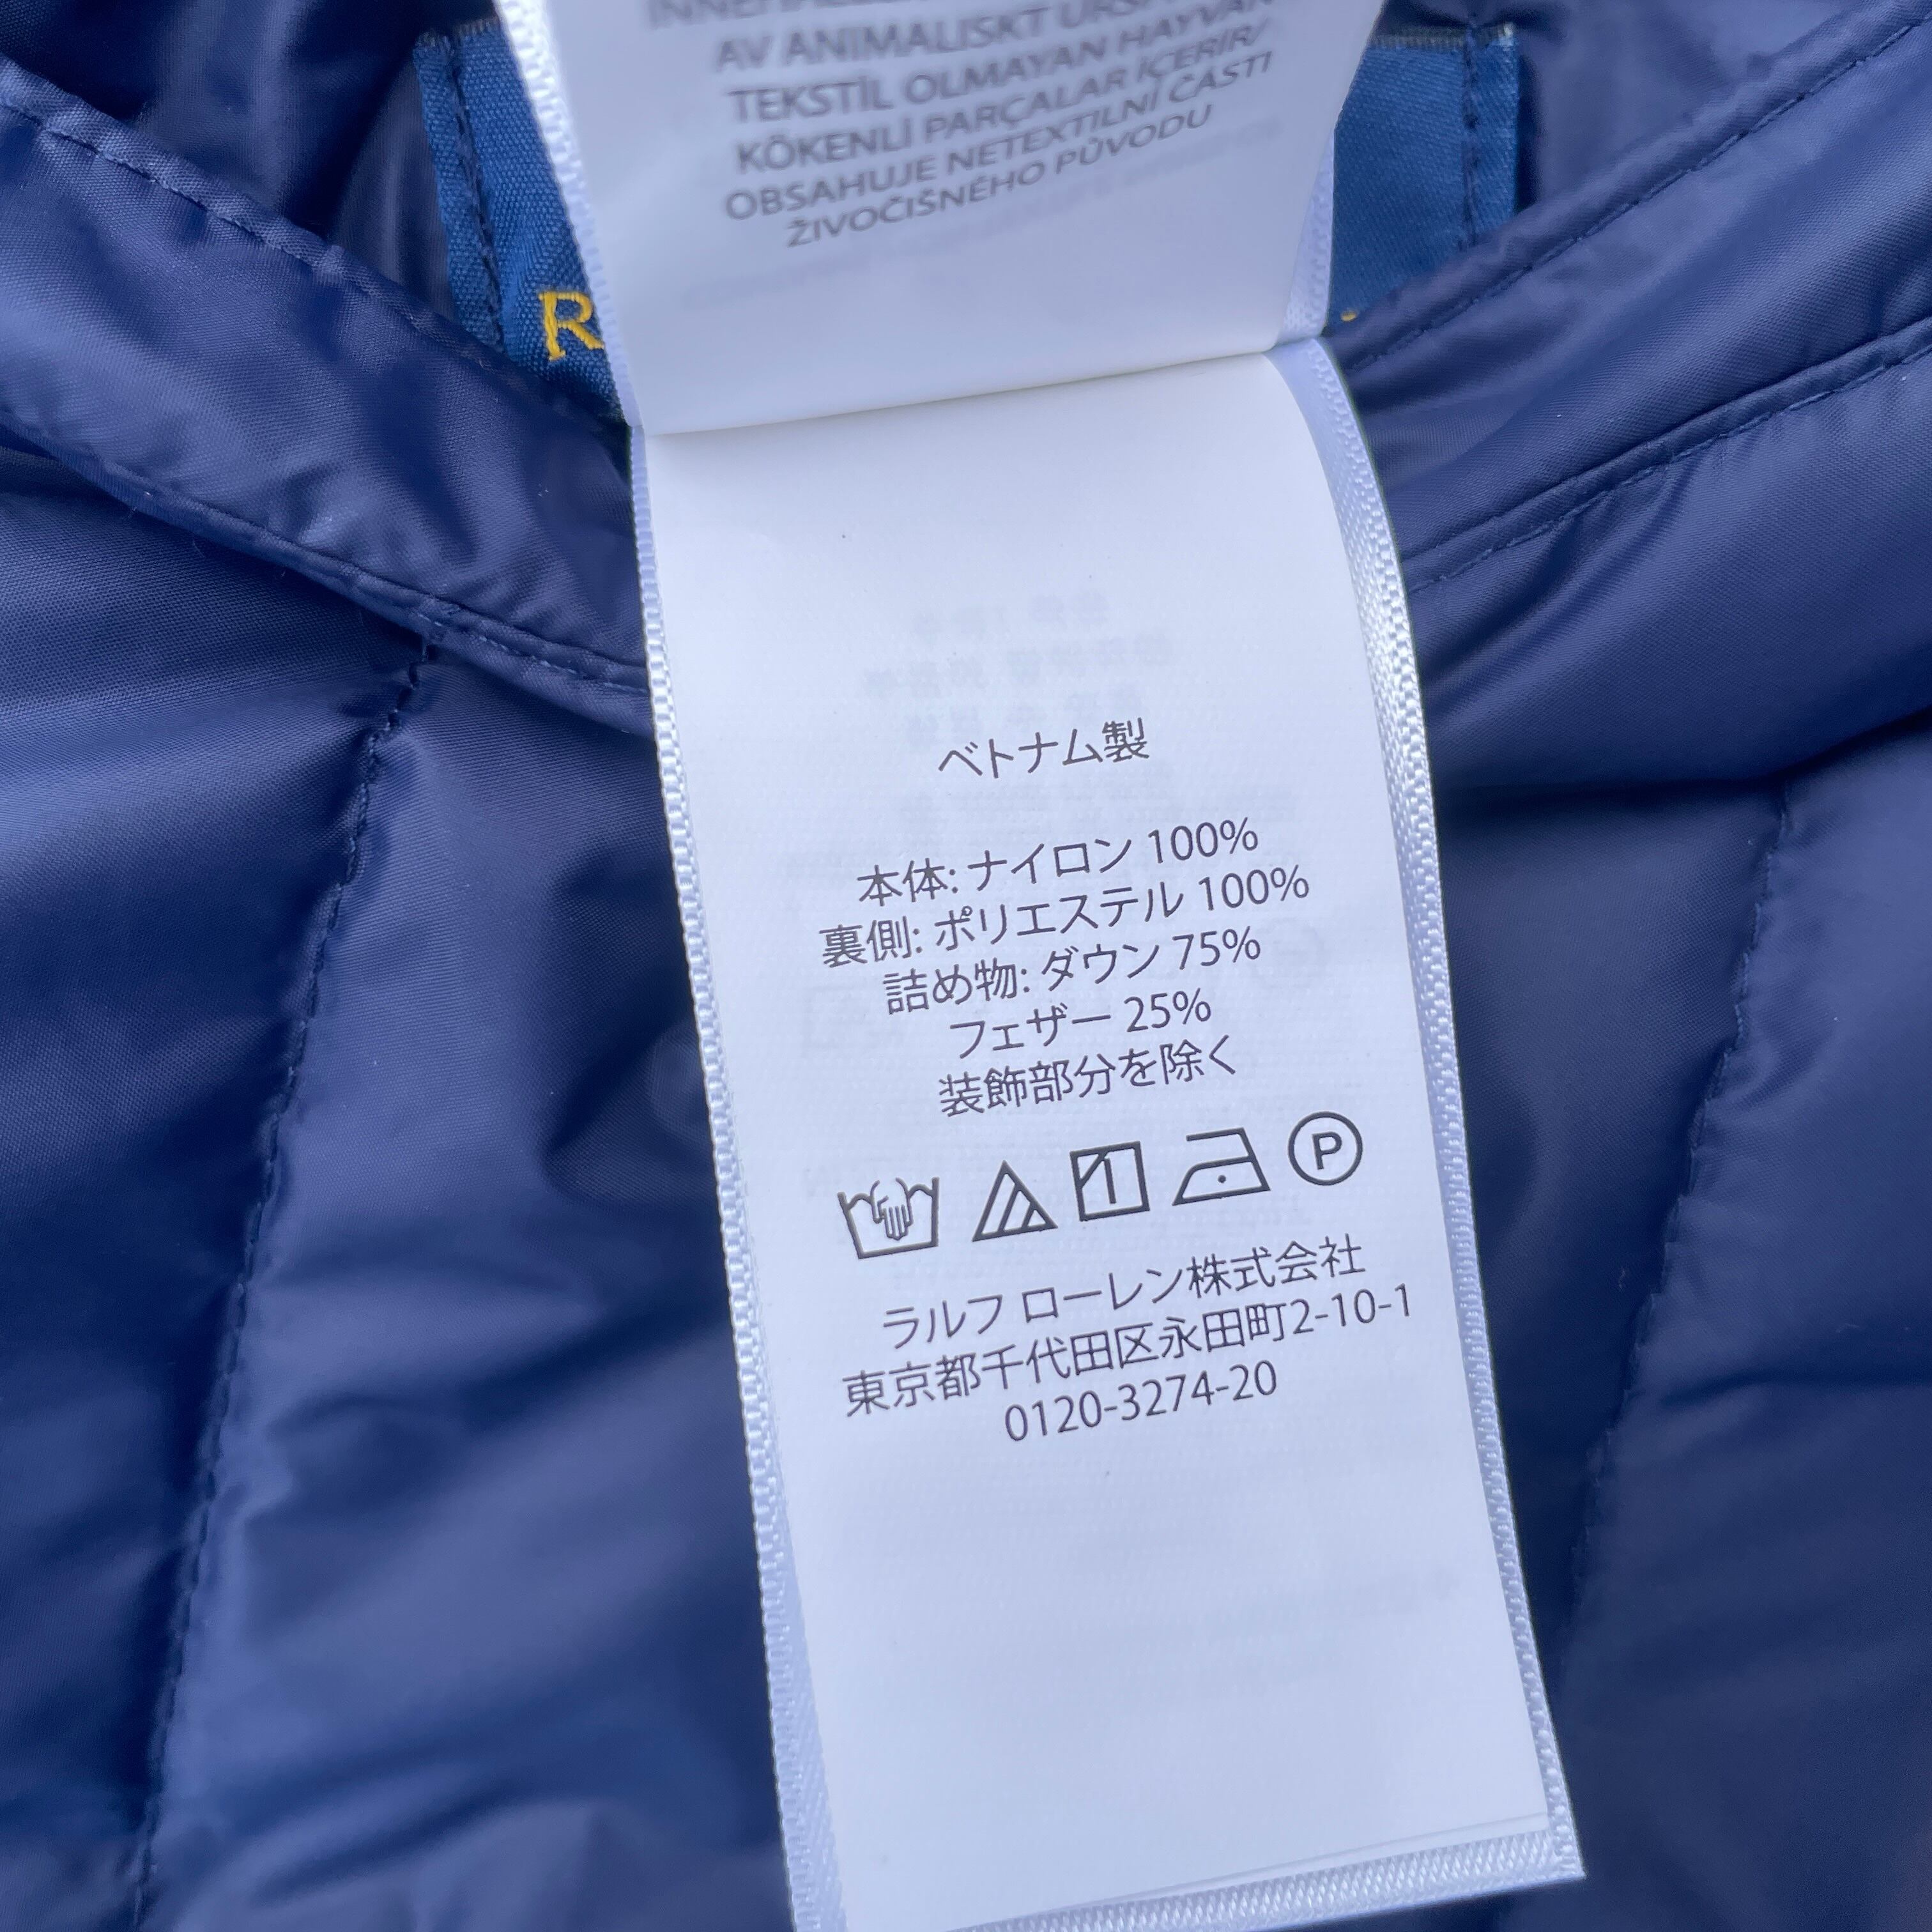 AV ANIMALISKT
TEKSTİL OLMAYAN HAYVAN
KÖKENLİ PARÇALAR İÇERİR/
OBSAHUJE NETEXTILNÍ ČÁSTI
ŽIVOČIŠNÉHO PŮVODU
R
ベトナム製
本体: ナイロン 100%
裏側: ポリエステル 100%
詰め物: ダウン 75%
フェザー 25%
装飾部分を除く
1 P
ラルフ ローレン株式会社
東京都千代田区永田町2-10-1
0120-3274-20